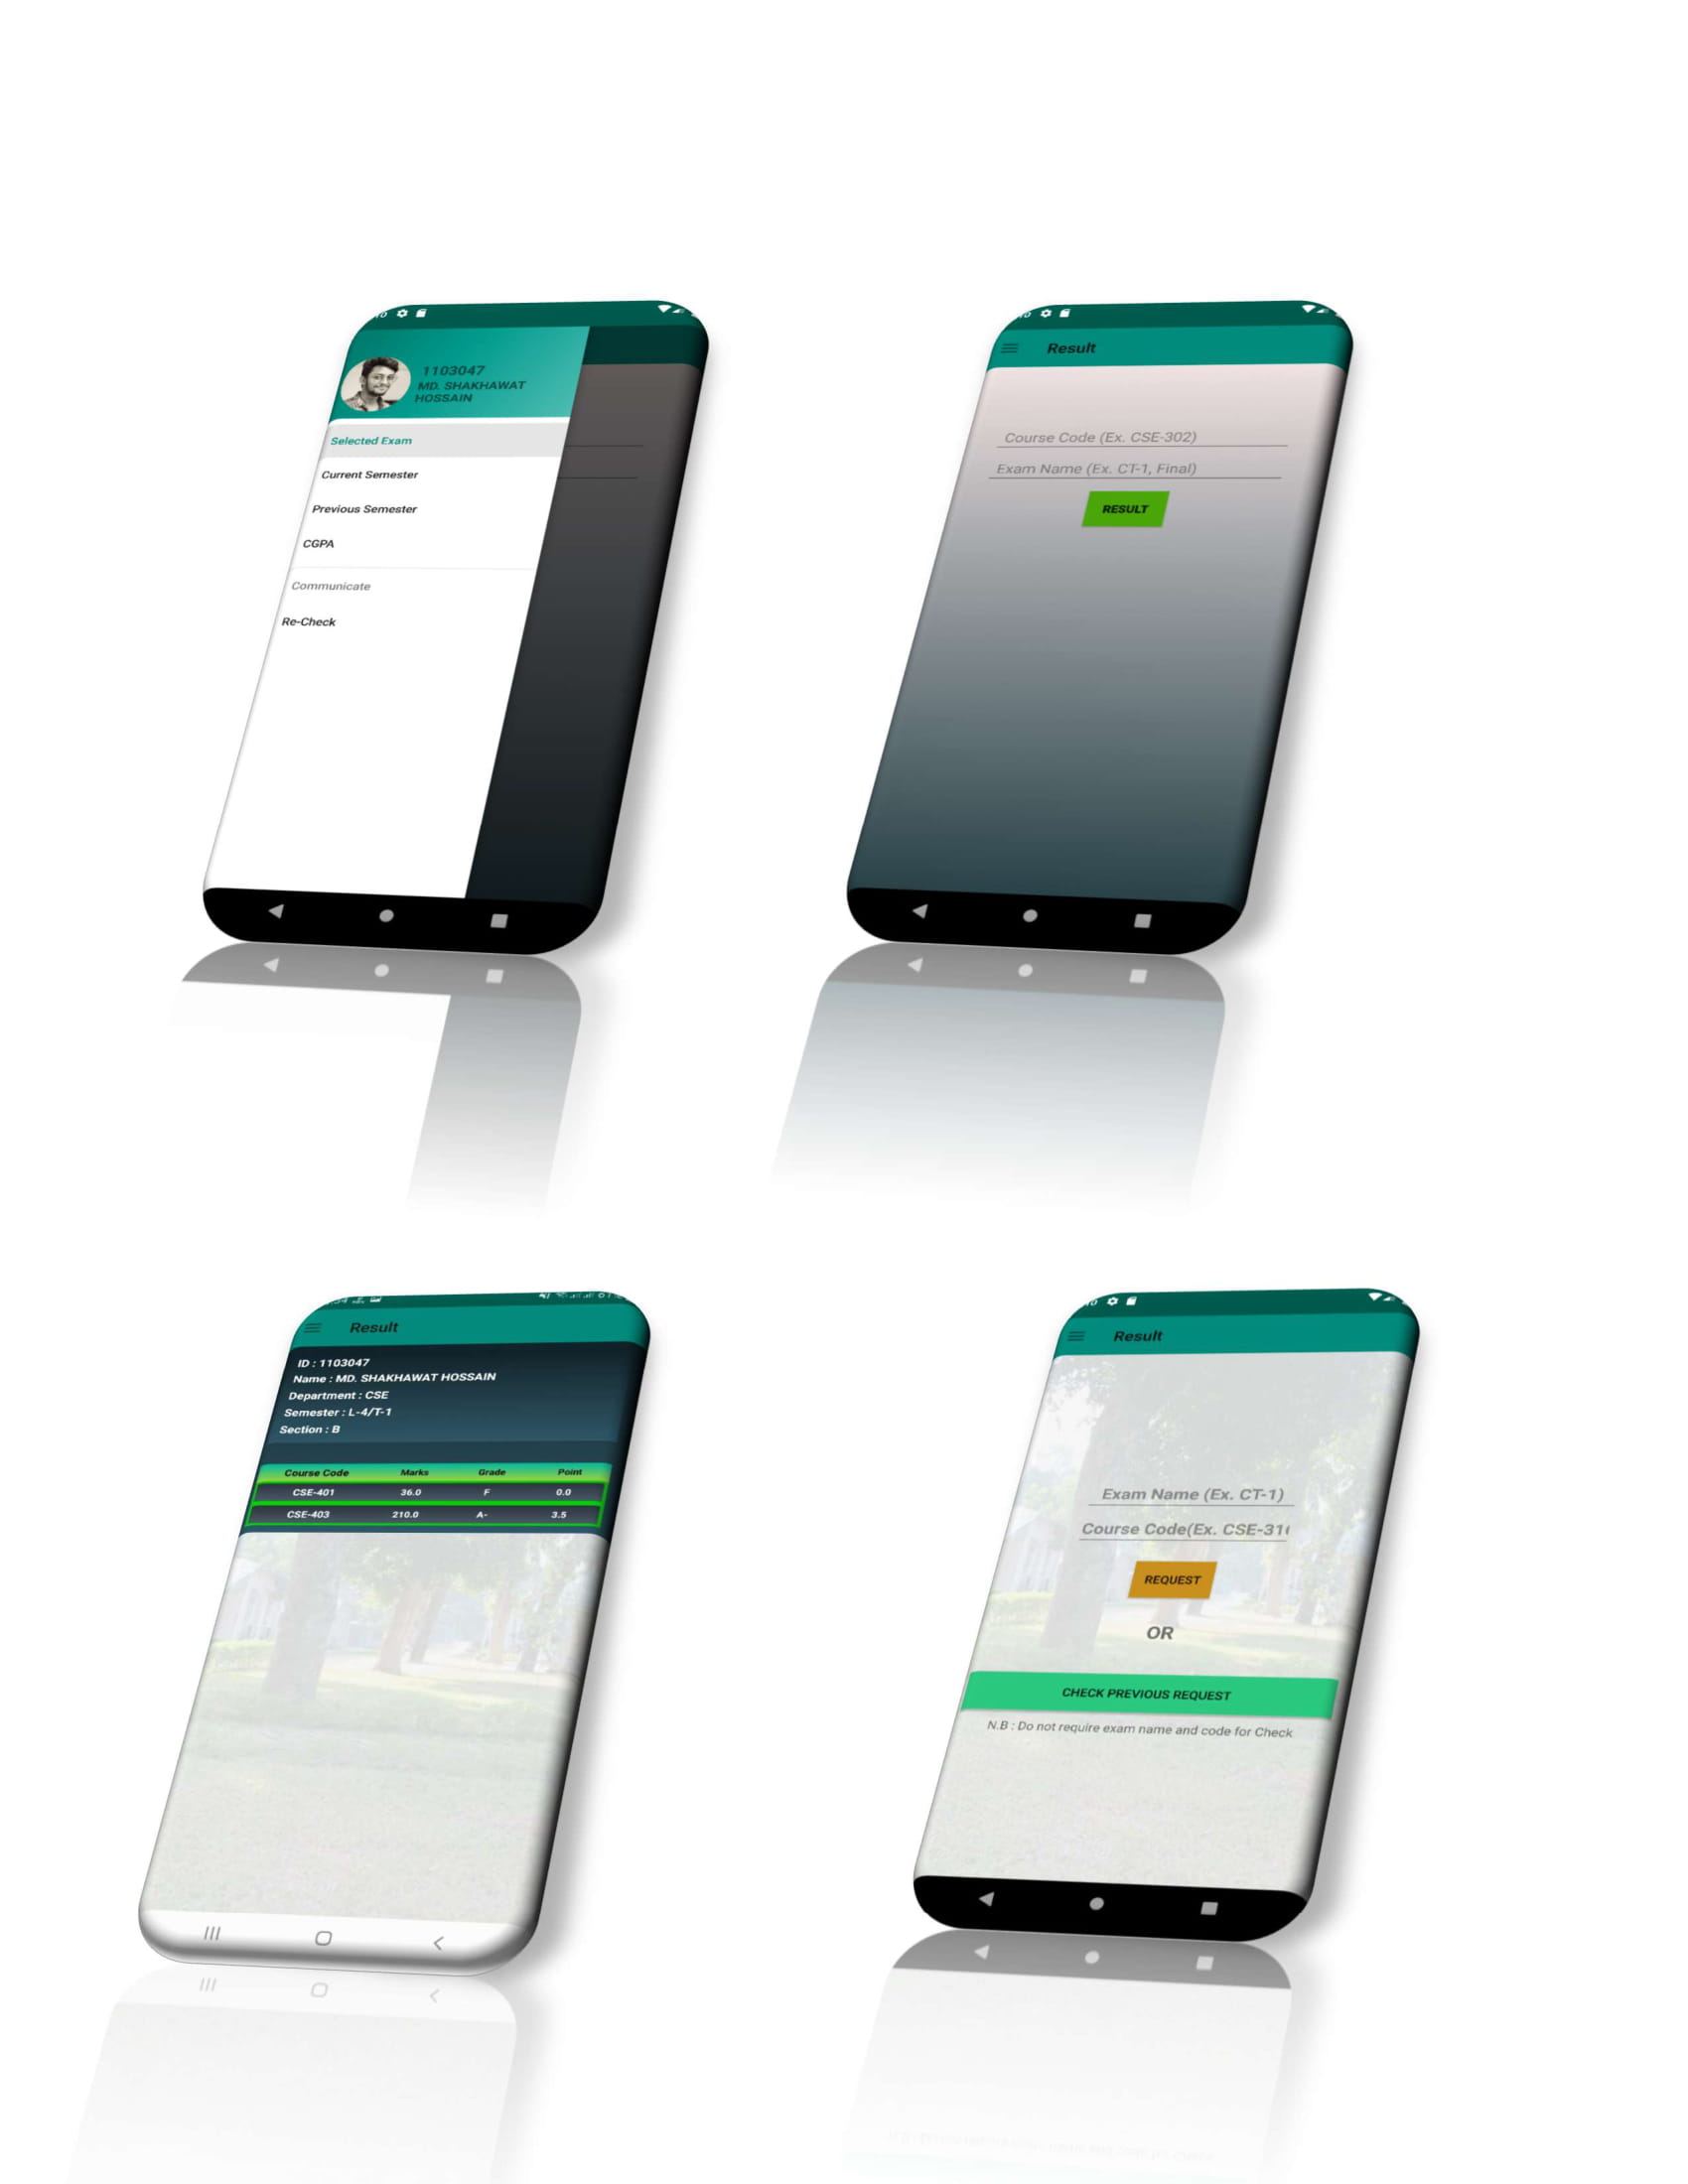 1103047
MD. SHAKHAWAT
HOSSAIN
Selected Exam
Current Semester
Previous Semester
CGPA
Communicate
Re-Check
Result
Course Code (Ex. CSE-302)
Exam Name (Ex. CT-1, Final)
RESULT
Result
ID : 1103047
Name : MD. SHAKHAWAT HOSSAIN
Department : CSE
Semester : L-4/T-1
Section : B
Course Code Marks Grade Point
CSE-401 36.0 F 0.0
CSE-403 210.0 A- 3.5
Result
Exam Name (Ex. CT-1)
Course Code(Ex. CSE-31
REQUEST
OR
CHECK PREVIOUS REQUEST
N.B : Do not require exam name and code for Check